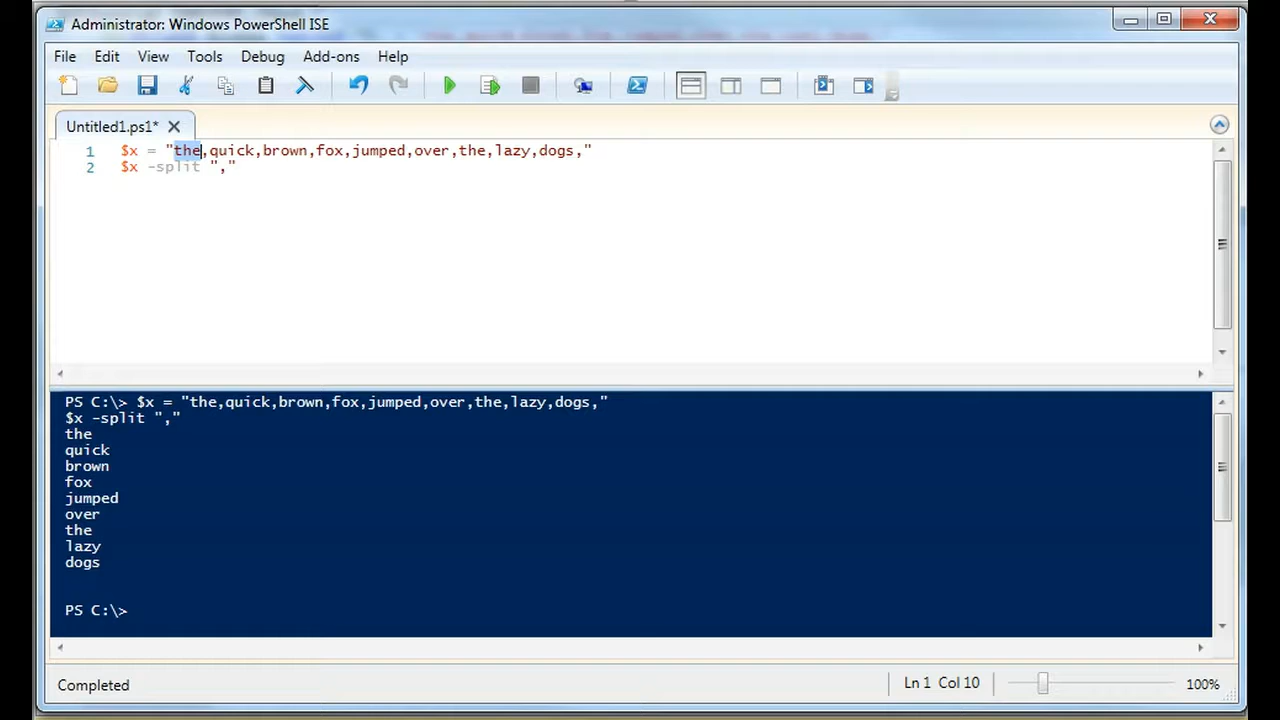 Administrator: Windows PowerShell ISE
File Edit View Tools Debug Add-ons Help
Untitled1.ps1*
1 $x = "the,quick,brown,fox,jumped,over,the,lazy,dogs,"
2 $x -split ","
PS C:\> $x = "the,quick,brown,fox,jumped,over,the,lazy,dogs,"
$x -split ","
the
quick
brown
fox
jumped
over
the
lazy
dogs
PS C:\>
Completed Ln 1 Col 10 100%